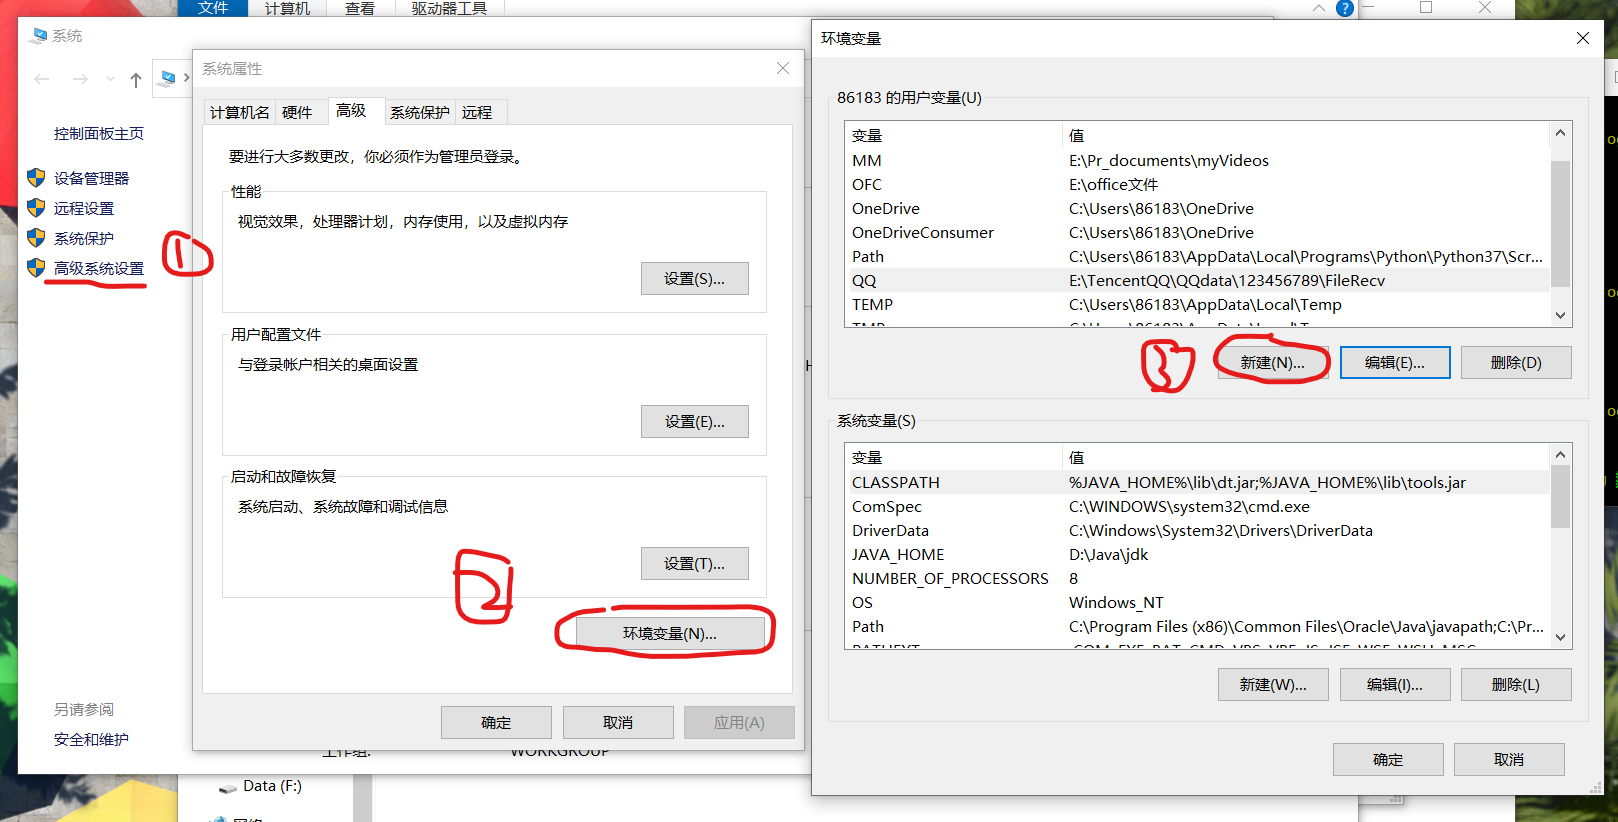 文件
计算机
查看
驱动器工具
系统
控制面板主页
设备管理器
远程设置
系统保护
高级系统设置
1
另请参阅
安全和维护
系统属性
计算机名
硬件
高级
系统保护
远程
要进行大多数更改，你必须作为管理员登录。
性能
视觉效果，处理器计划，内存使用，以及虚拟内存
设置(S)...
用户配置文件
与登录帐户相关的桌面设置
设置(E)...
启动和故障恢复
系统启动、系统故障和调试信息
设置(T)...
2
环境变量(N)...
确定
取消
应用(A)
工作组:
WORKGROUP
Data (F:)
网络
环境变量
86183 的用户变量(U)
变量 值
MM E:\Pr_documents\myVideos
OFC E:\office文件
OneDrive C:\Users\86183\OneDrive
OneDriveConsumer C:\Users\86183\OneDrive
Path C:\Users\86183\AppData\Local\Programs\Python\Python37\Scr...
QQ E:\TencentQQ\QQdata\123456789\FileRecv
TEMP C:\Users\86183\AppData\Local\Temp
3
新建(N)...
编辑(E)...
删除(D)
系统变量(S)
变量 值
CLASSPATH %JAVA_HOME%\lib\dt.jar;%JAVA_HOME%\lib\tools.jar
ComSpec C:\WINDOWS\system32\cmd.exe
DriverData C:\Windows\System32\Drivers\DriverData
JAVA_HOME D:\Java\jdk
NUMBER_OF_PROCESSORS 8
OS Windows_NT
Path C:\Program Files (x86)\Common Files\Oracle\Java\javapath;C:\Pr...
新建(W)...
编辑(I)...
删除(L)
确定
取消